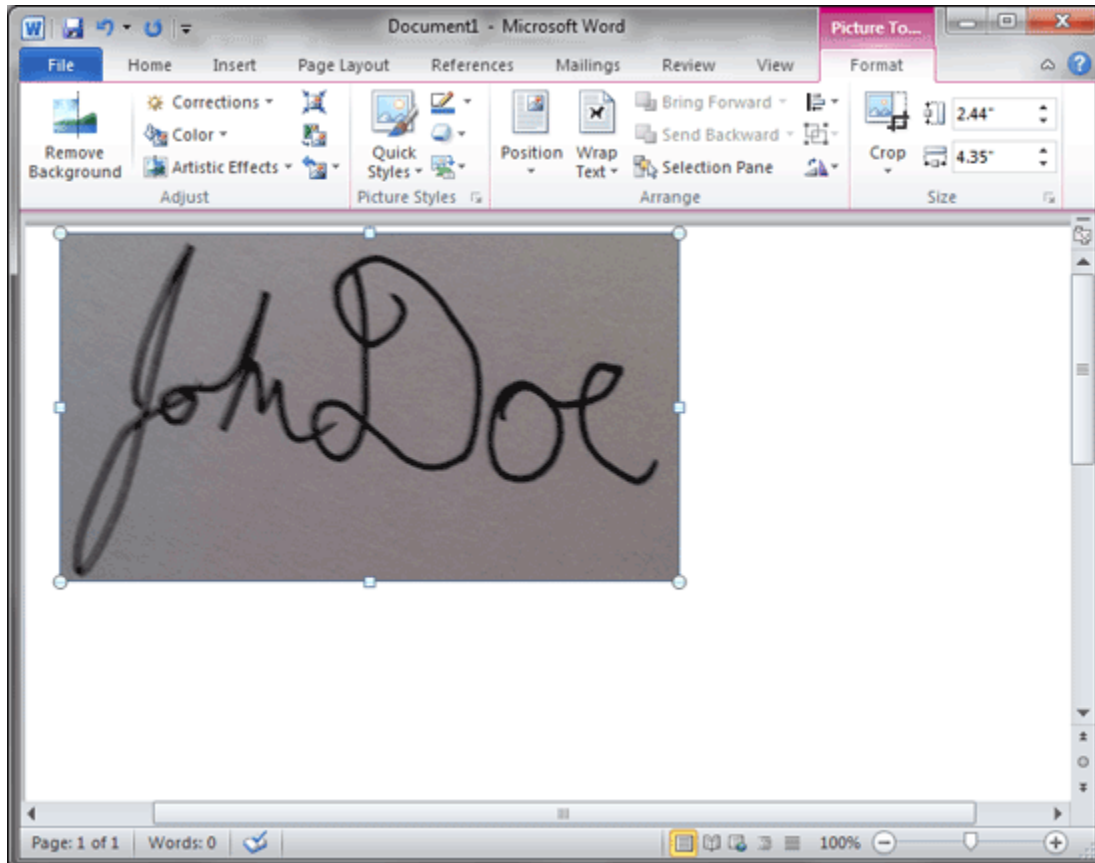 Document1 - Microsoft Word
Picture To...
File Home Insert Page Layout References Mailings Review View Format
Remove Background
Corrections
Color
Artistic Effects
Adjust
Quick Styles
Picture Styles
Position
Wrap Text
Bring Forward
Send Backward
Selection Pane
Arrange
Crop
2.44"
4.35"
Size
John Doe
Page: 1 of 1 Words: 0 100%